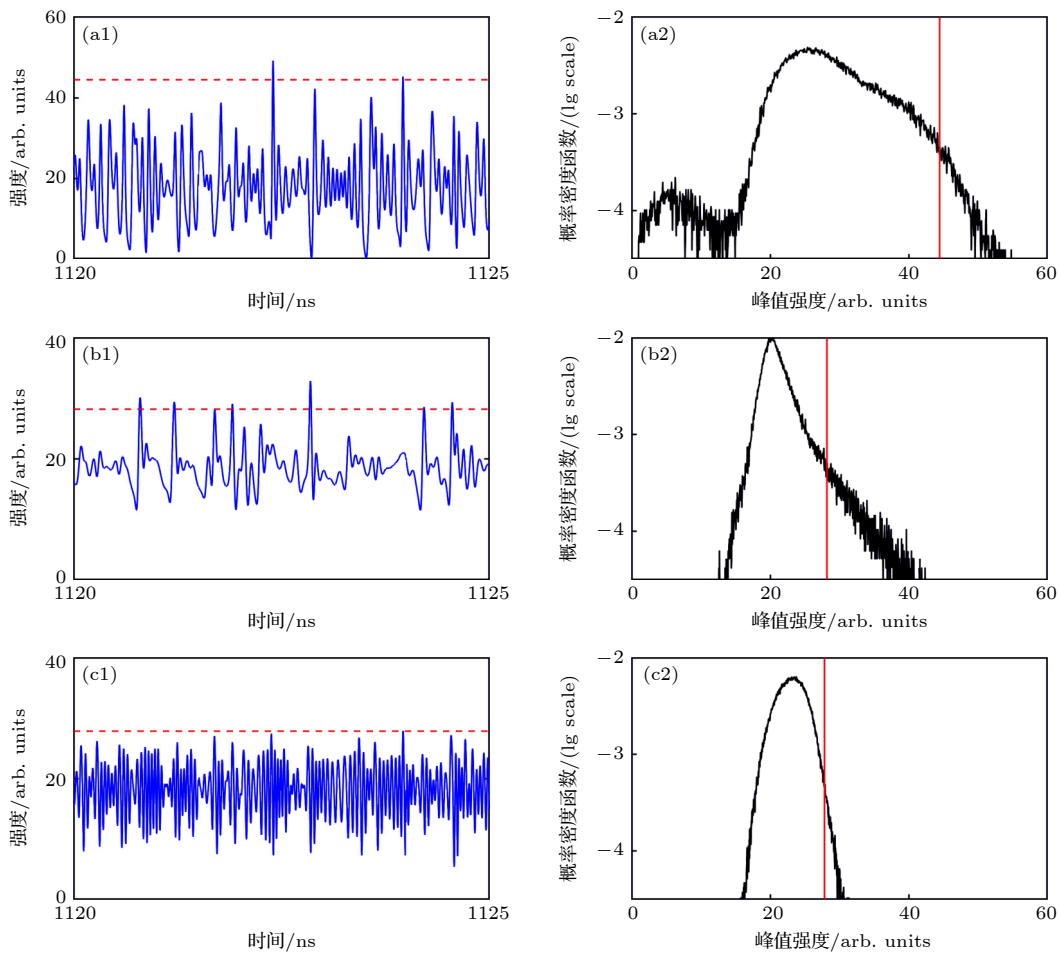 (a1)
60
40
20
0
强度/arb. units
1120
1125
时间/ns
(a2)
−2
−3
−4
概率密度函数/(lg scale)
0
20
40
60
峰值强度/arb. units
(b1)
40
20
0
强度/arb. units
1120
1125
时间/ns
(b2)
−2
−3
−4
概率密度函数/(lg scale)
0
20
40
60
峰值强度/arb. units
(c1)
40
20
0
强度/arb. units
1120
1125
时间/ns
(c2)
−2
−3
−4
概率密度函数/(lg scale)
0
20
40
60
峰值强度/arb. units